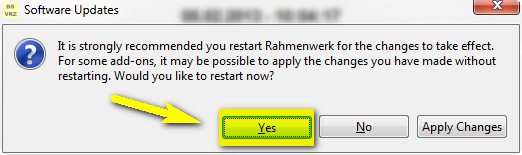 BS
VRZ
Software Updates
It is strongly recommended you restart Rahmenwerk for the changes to take effect.
For some add-ons, it may be possible to apply the changes you have made without
restarting. Would you like to restart now?
Yes
No
Apply Changes